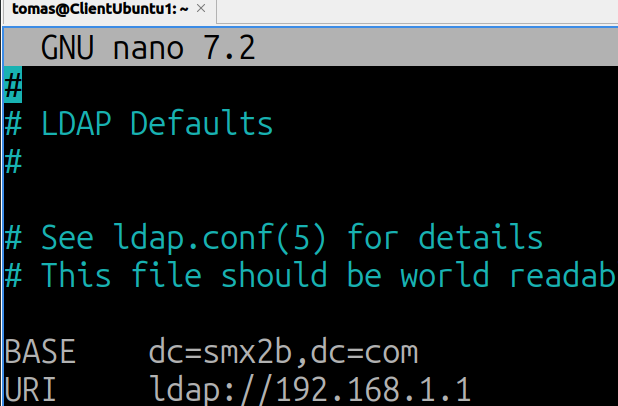 tomas@ClientUbuntu1: ~ ×
GNU nano 7.2
#
# LDAP Defaults
#
# See ldap.conf(5) for details
# This file should be world readab
BASE    dc=smx2b,dc=com
URI     ldap://192.168.1.1